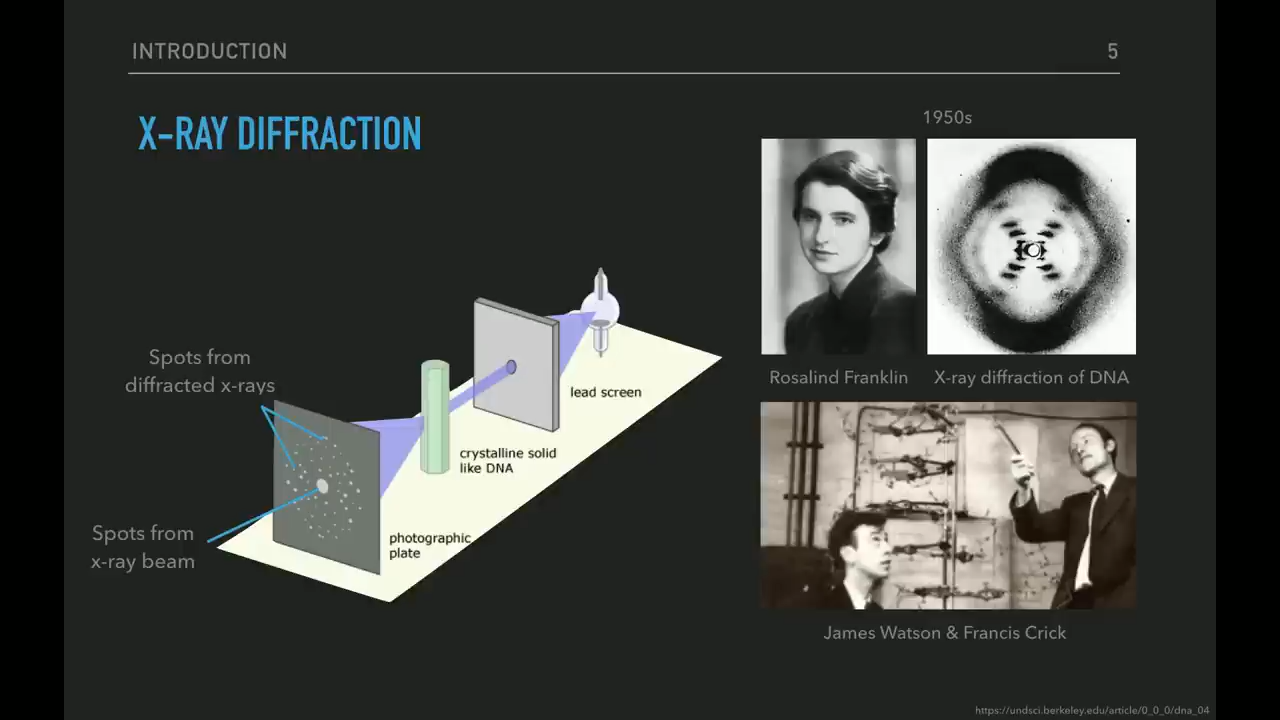 INTRODUCTION
5
X-RAY DIFFRACTION
1950s
Rosalind Franklin
X-ray diffraction of DNA
lead screen
Spots from
diffracted x-rays
crystalline solid
like DNA
Spots from
x-ray beam
photographic
plate
James Watson & Francis Crick
https://undsci.berkeley.edu/article/0_0_0/dna_04